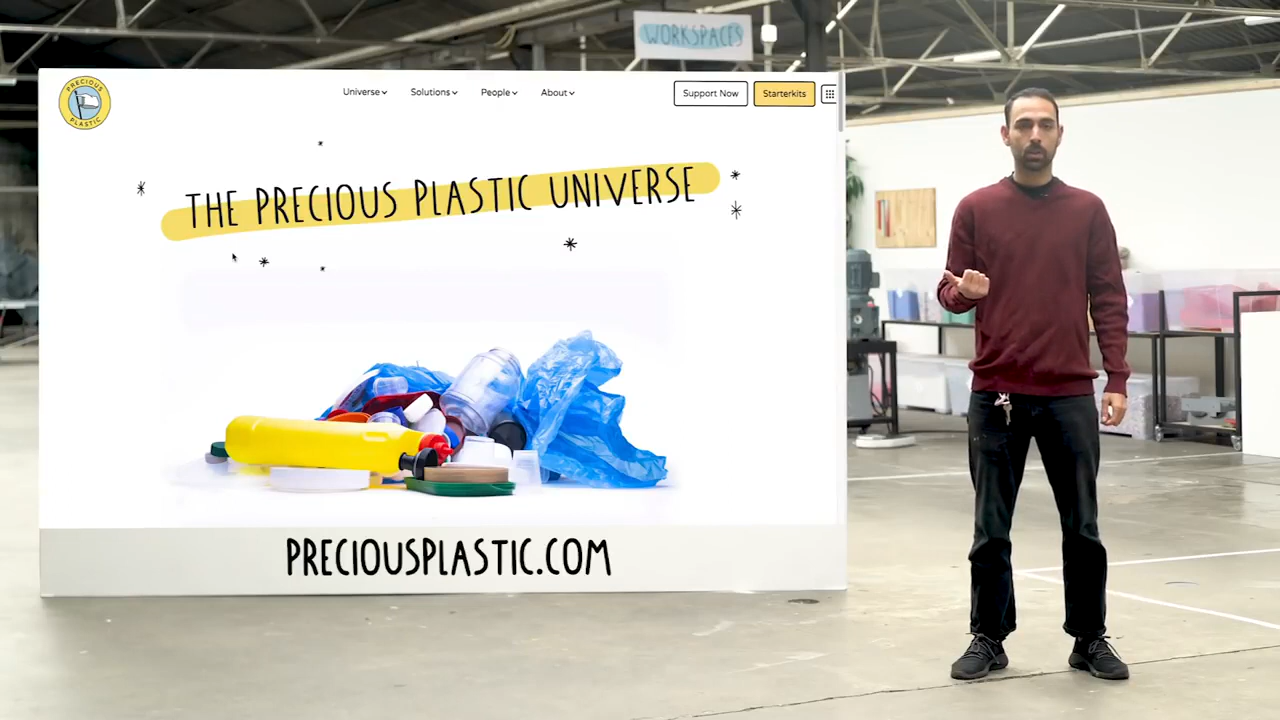 WORKSPACES
PRECIOUS
PLASTIC
Universe
Solutions
People
About
Support Now
Starterkits
THE PRECIOUS PLASTIC UNIVERSE
PRECIOUSPLASTIC.COM